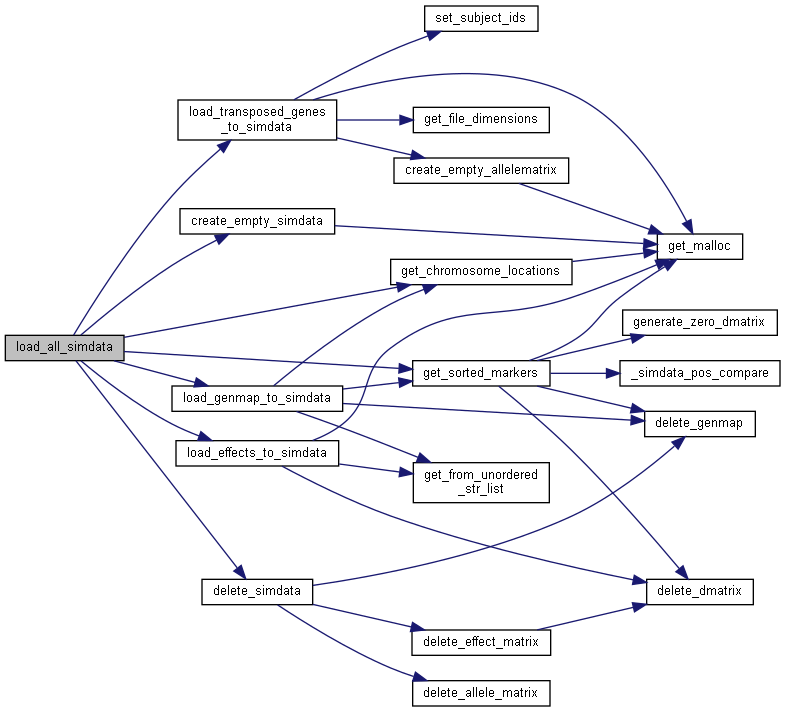 set_subject_ids
load_transposed_genes
_to_simdata
get_file_dimensions
create_empty_allelematrix
create_empty_simdata
get_malloc
get_chromosome_locations
generate_zero_dmatrix
load_all_simdata
get_sorted_markers
_simdata_pos_compare
load_genmap_to_simdata
delete_genmap
load_effects_to_simdata
get_from_unordered
_str_list
delete_simdata
delete_dmatrix
delete_effect_matrix
delete_allele_matrix